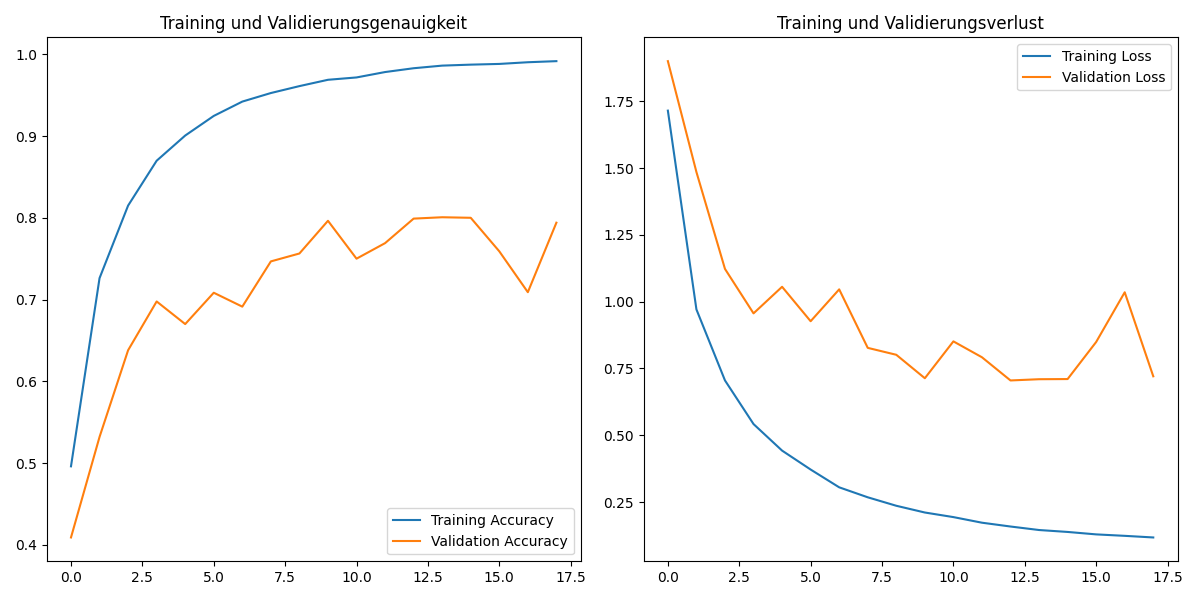 Training und Validierungsgenauigkeit
1.0
0.9
0.8
0.7
0.6
0.5
0.4
Training Accuracy
Validation Accuracy
0.0 2.5 5.0 7.5 10.0 12.5 15.0 17.5
Training und Validierungsverlust
Training Loss
Validation Loss
1.75
1.50
1.25
1.00
0.75
0.50
0.25
0.0 2.5 5.0 7.5 10.0 12.5 15.0 17.5